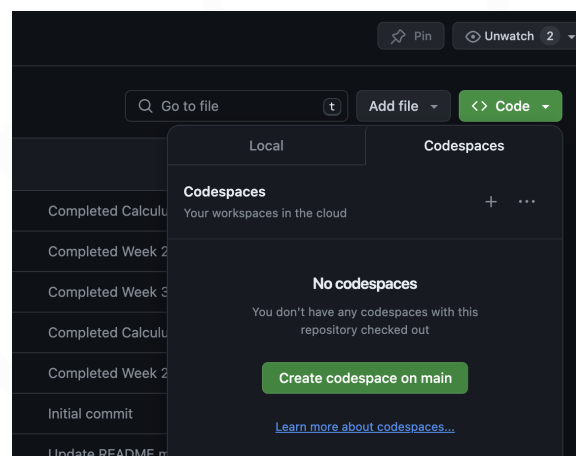 Pin
Unwatch 2
Go to file t
Add file
<> Code
Local Codespaces
Codespaces
Your workspaces in the cloud
No codespaces
You don't have any codespaces with this
repository checked out
Create codespace on main
Learn more about codespaces...
Completed Calculu
Completed Week 2
Completed Week 3
Completed Calculu
Completed Week 2
Initial commit
Update README m